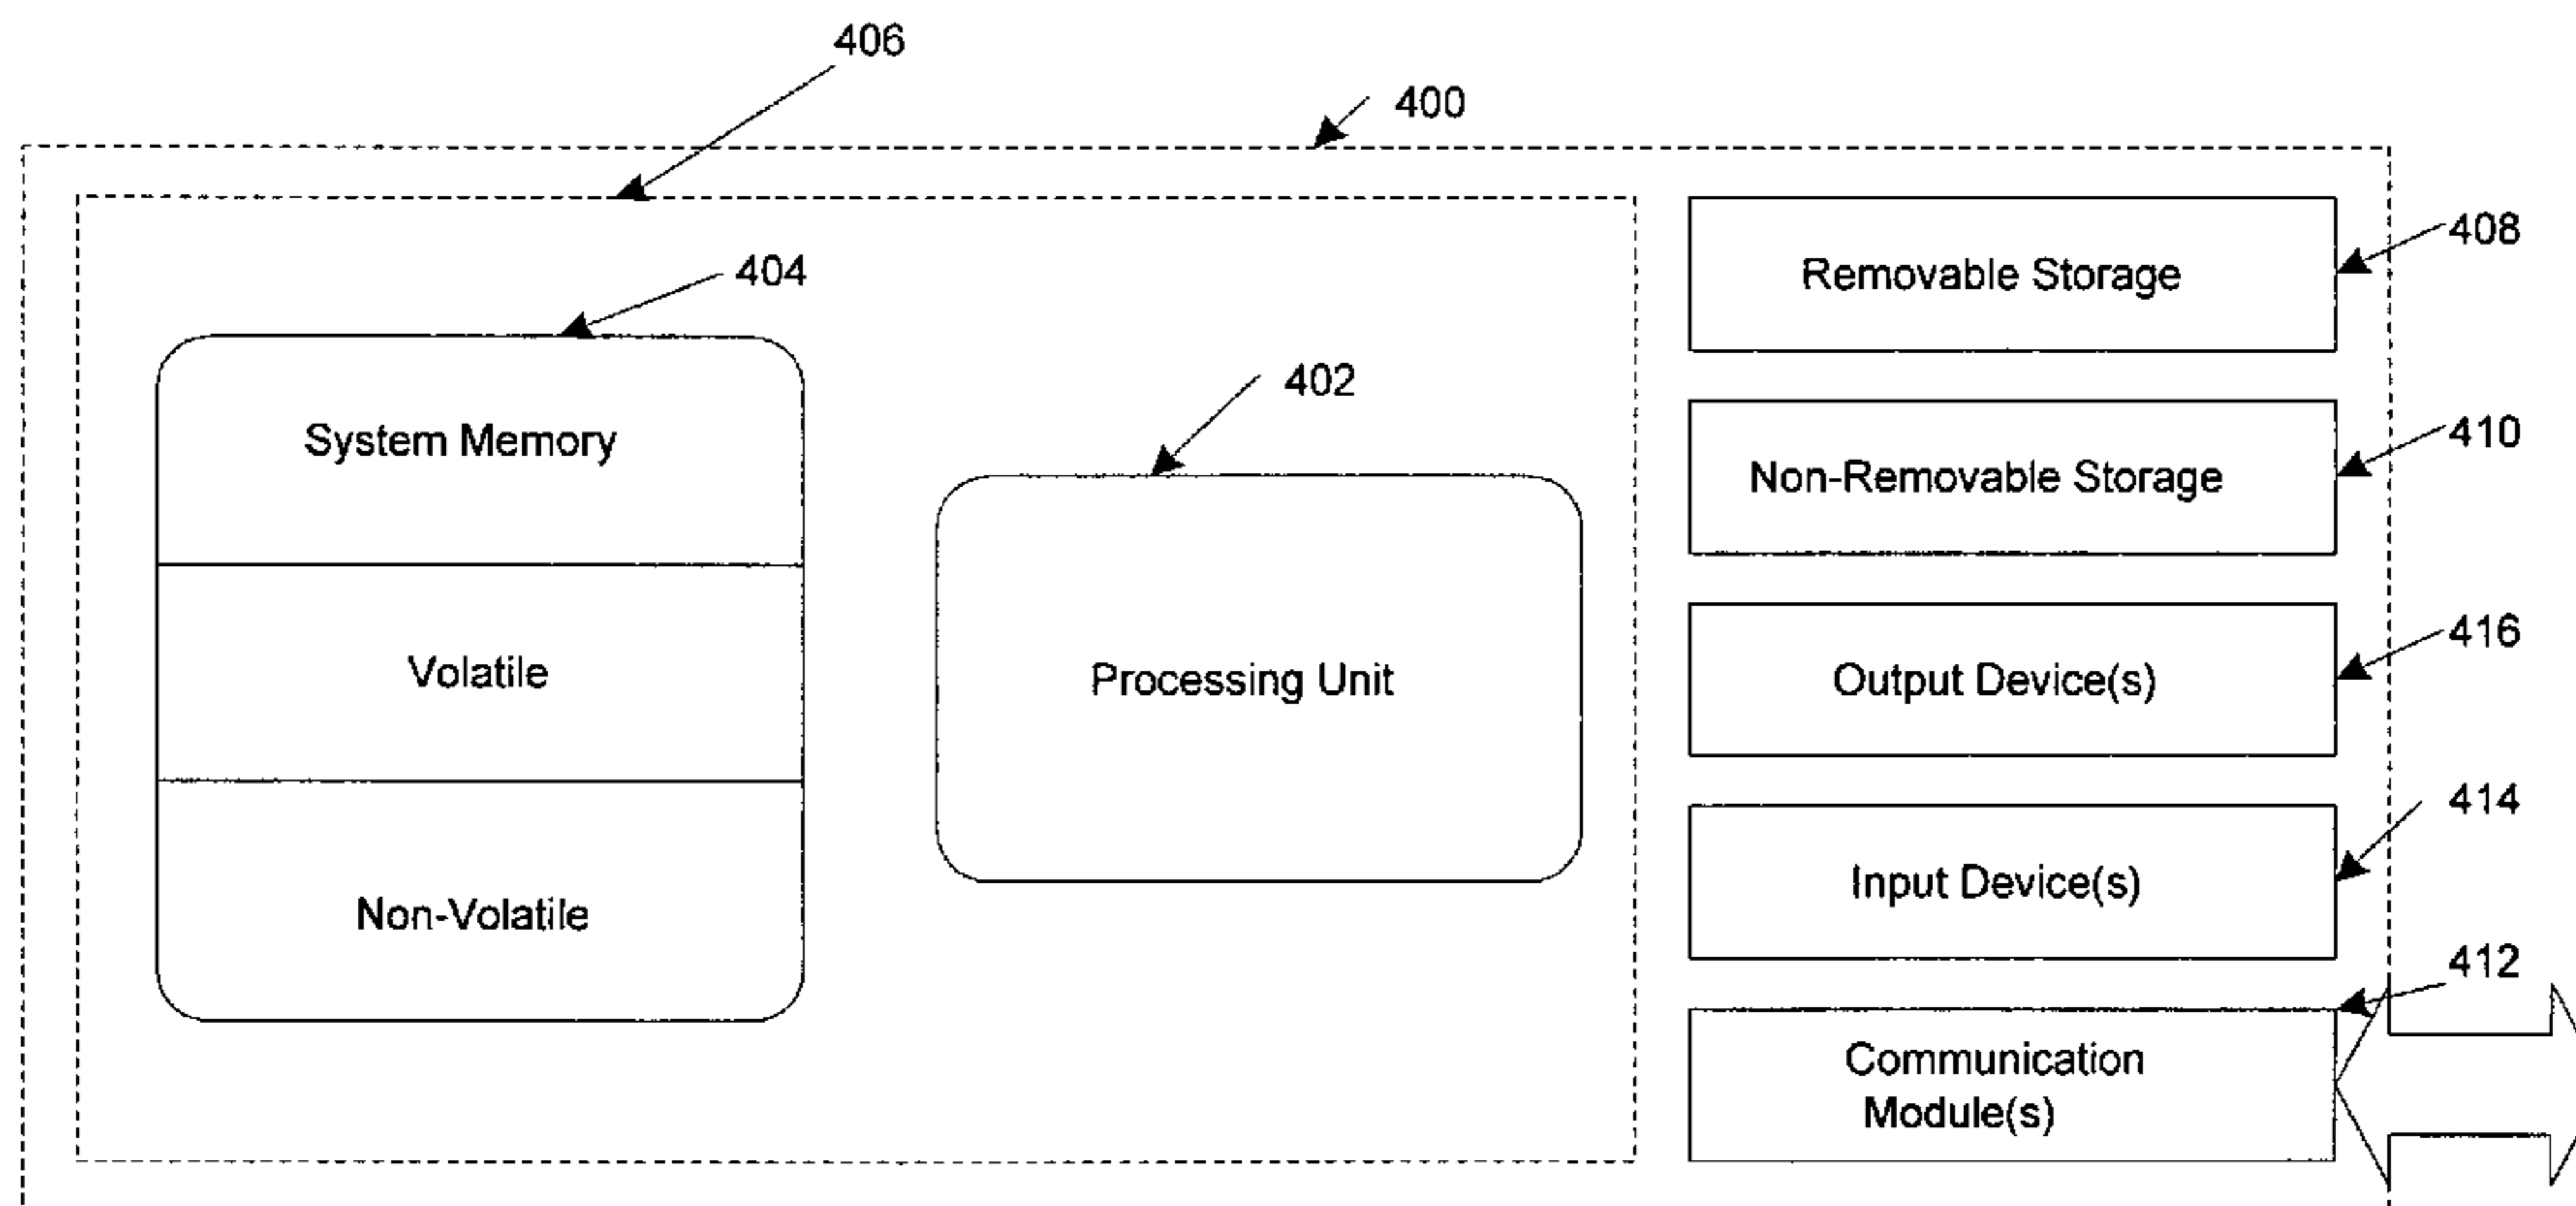 406
400
408
Removable Storage
404
402
410
System Memory
Non-Removable Storage
416
Volatile
Processing Unit
Output Device(s)
414
Input Device(s)
Non-Volatile
412
Communication
Module(s)